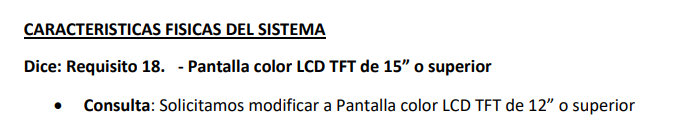 CARACTERISTICAS FISICAS DEL SISTEMA
Dice: Requisito 18. - Pantalla color LCD TFT de 15” o superior
• Consulta: Solicitamos modificar a Pantalla color LCD TFT de 12” o superior